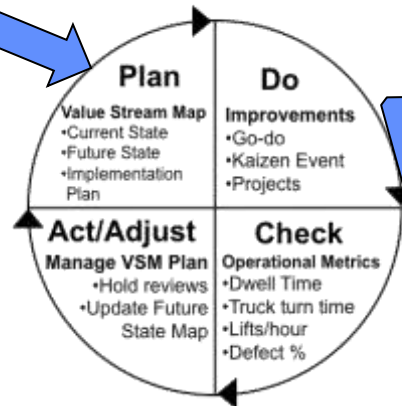 Plan
Value Stream Map
•Current State
•Future State
•Implementation
Plan
Do
Improvements
•Go-do
•Kaizen Event
•Projects
Act/Adjust
Manage VSM Plan
•Hold reviews
•Update Future
State Map
Check
Operational Metrics
•Dwell Time
•Truck turn time
•Lifts/hour
•Defect %